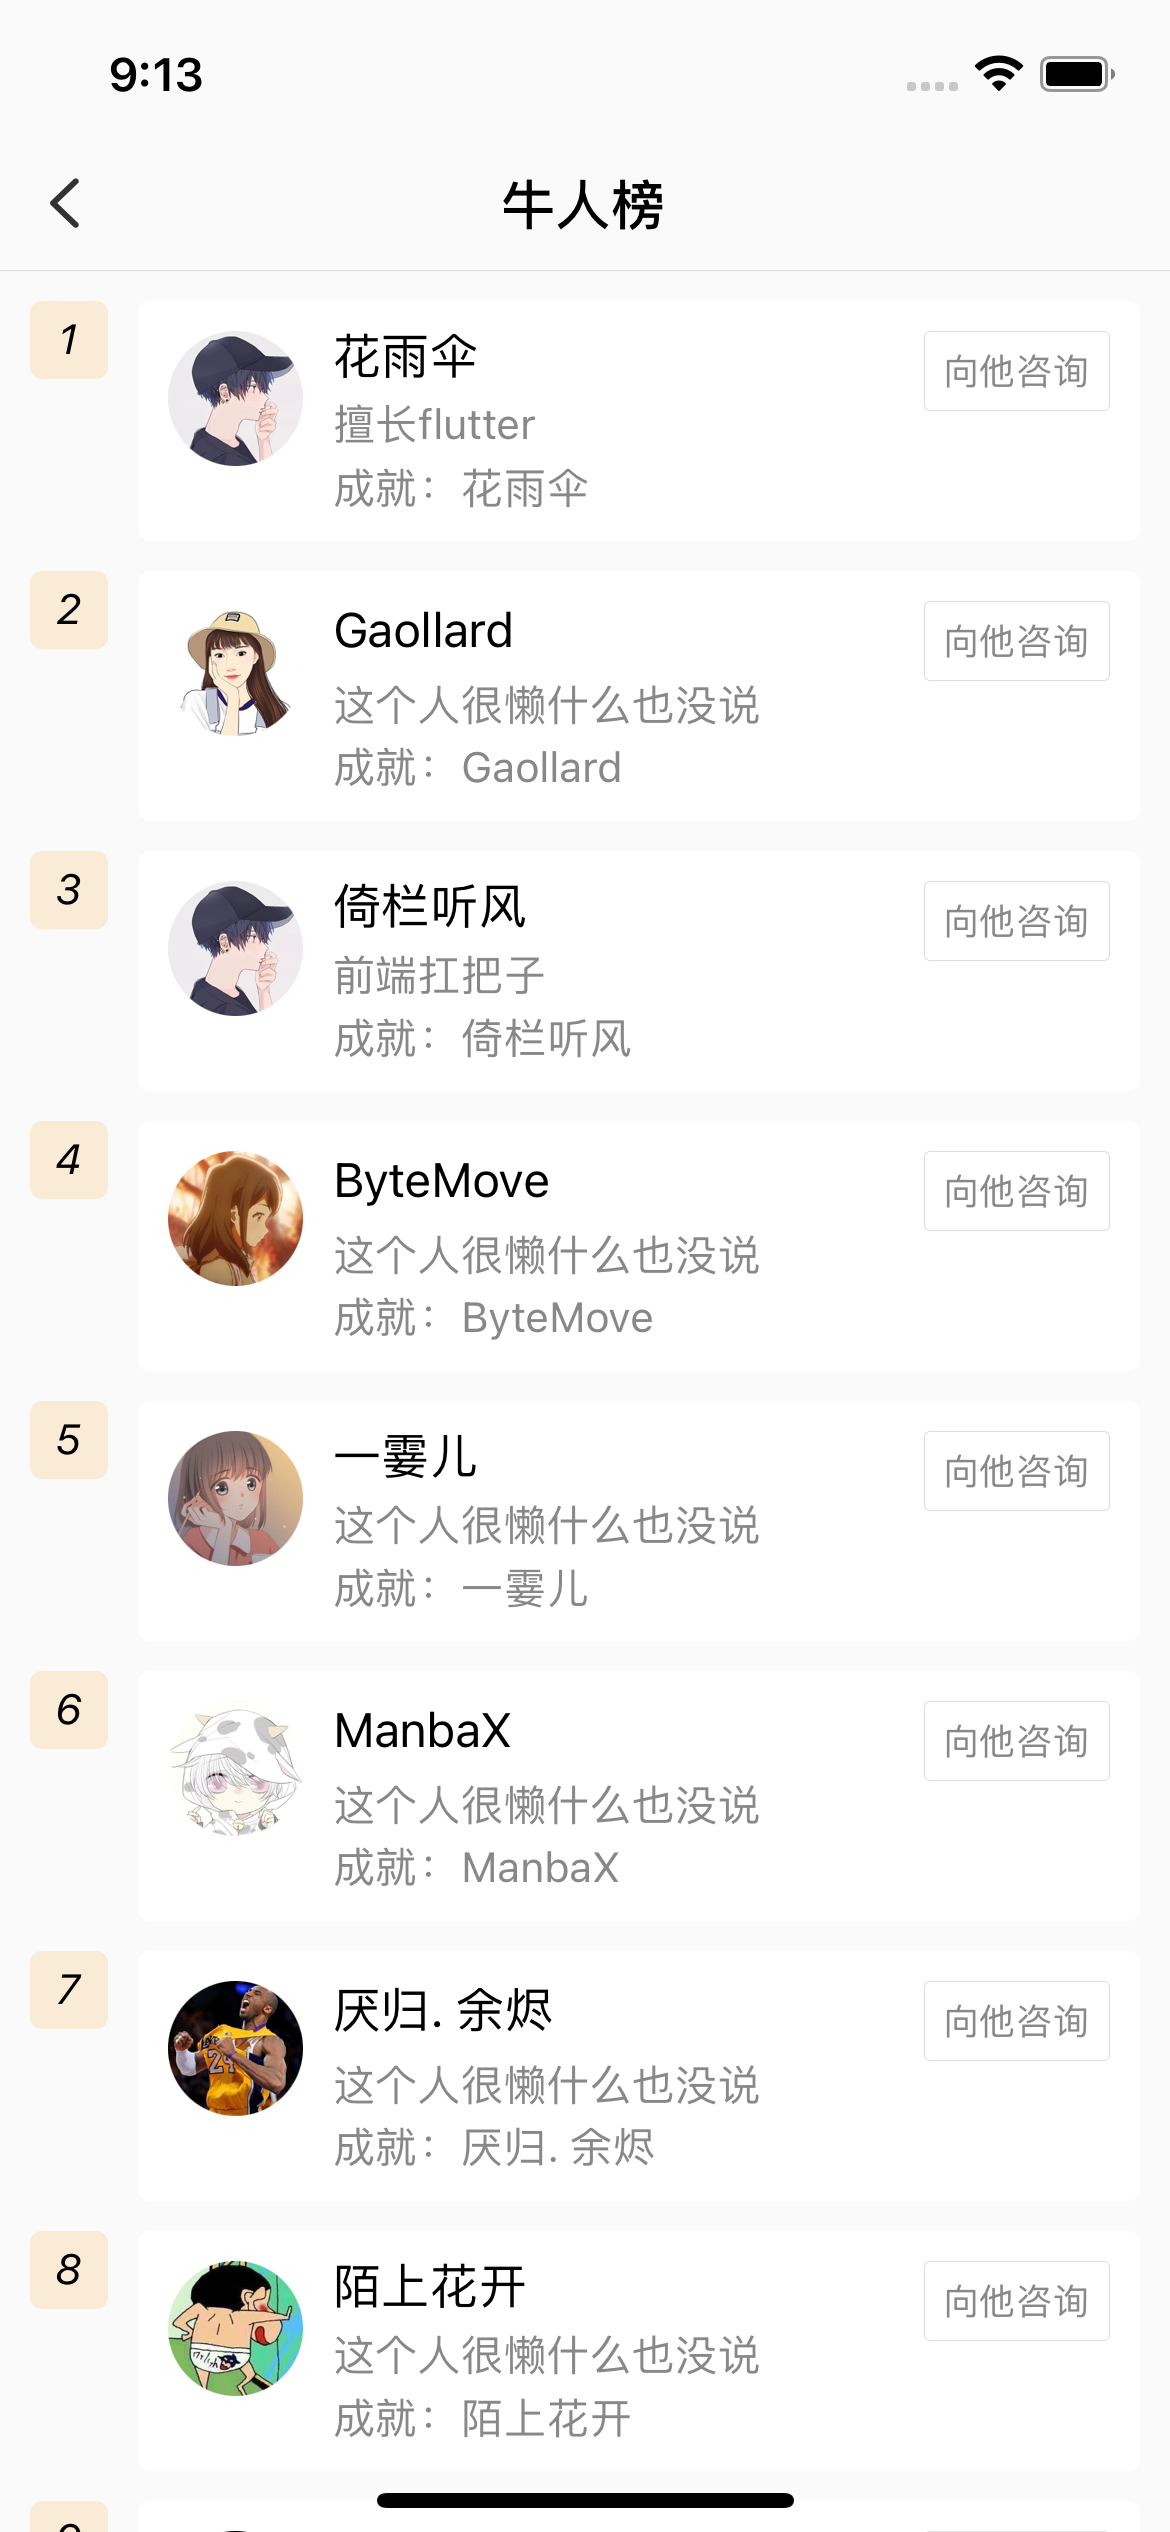 9:13
牛人榜
1
花雨伞
向他咨询
擅长flutter
成就：花雨伞
2
Gaollard
向他咨询
这个人很懒什么也没说
成就：Gaollard
3
倚栏听风
向他咨询
前端扛把子
成就：倚栏听风
4
ByteMove
向他咨询
这个人很懒什么也没说
成就：ByteMove
5
一霎儿
向他咨询
这个人很懒什么也没说
成就：一霎儿
6
ManbaX
向他咨询
这个人很懒什么也没说
成就：ManbaX
7
厌归. 余烬
向他咨询
这个人很懒什么也没说
成就：厌归. 余烬
8
陌上花开
向他咨询
这个人很懒什么也没说
成就：陌上花开